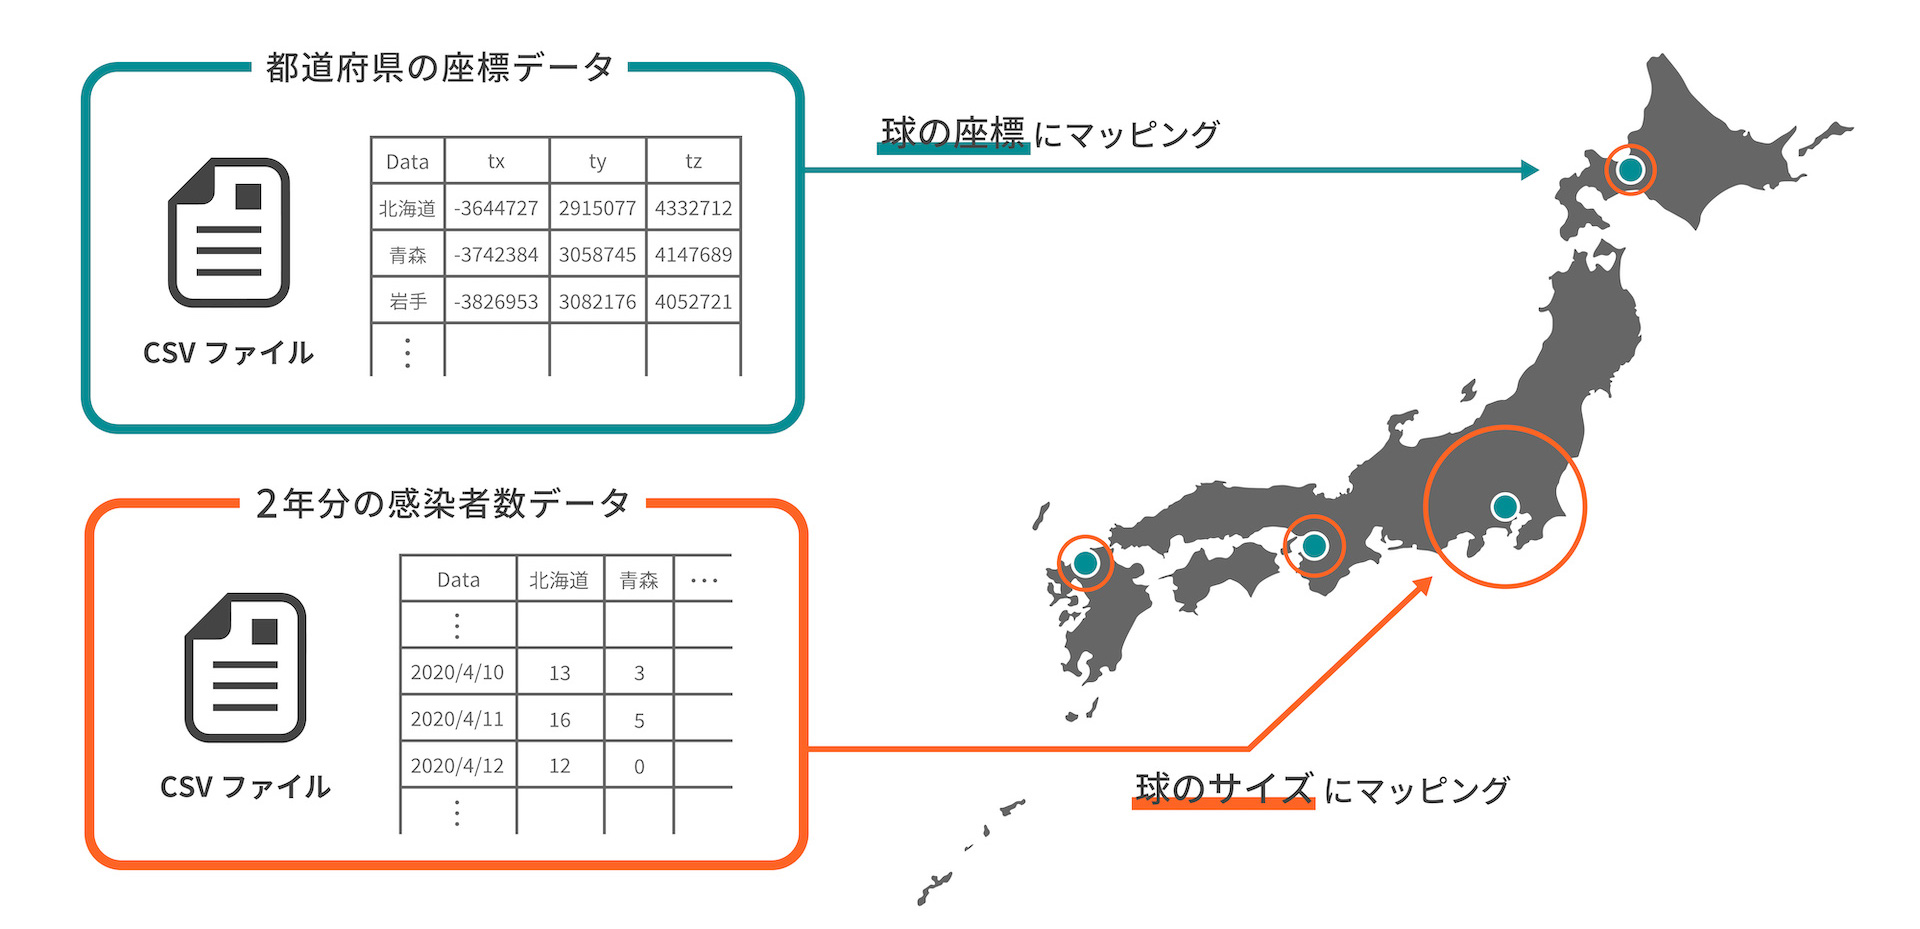 都道府県の座標データ
Data tx ty tz
北海道 -3644727 2915077 4332712
青森 -3742384 3058745 4147689
岩手 -3826953 3082176 4052721
⋮
CSV ファイル
球の座標 にマッピング
2年分の感染者数データ
Data 北海道 青森 …
⋮
2020/4/10 13 3
2020/4/11 16 5
2020/4/12 12 0
⋮
CSV ファイル
球のサイズ にマッピング